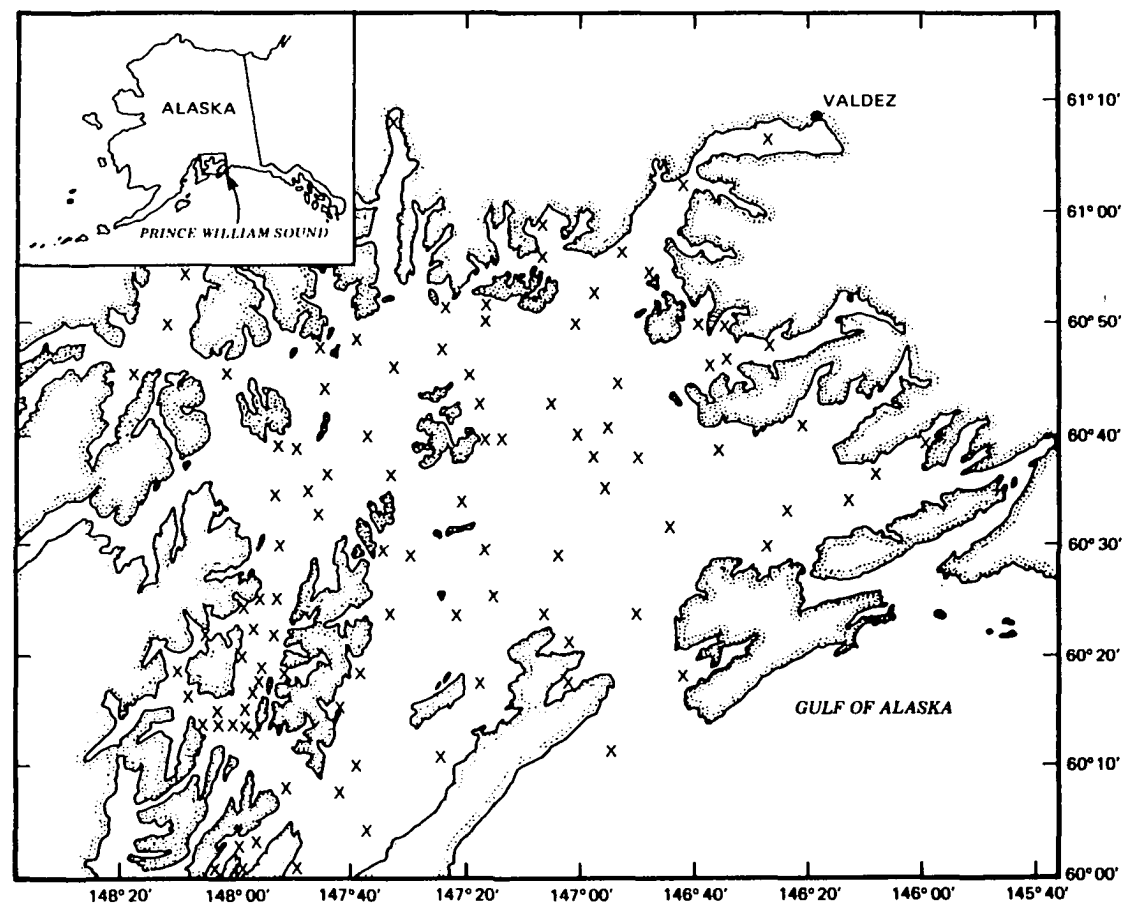 N
ALASKA
PRINCE WILLIAM SOUND
VALDEZ
GULF OF ALASKA
61° 10'
61° 00'
60° 50'
60° 40'
60° 30'
60° 20'
60° 10'
60° 00'
148° 20' 148° 00' 147° 40' 147° 20' 147° 00' 146° 40' 146° 20' 146° 00' 145° 40'